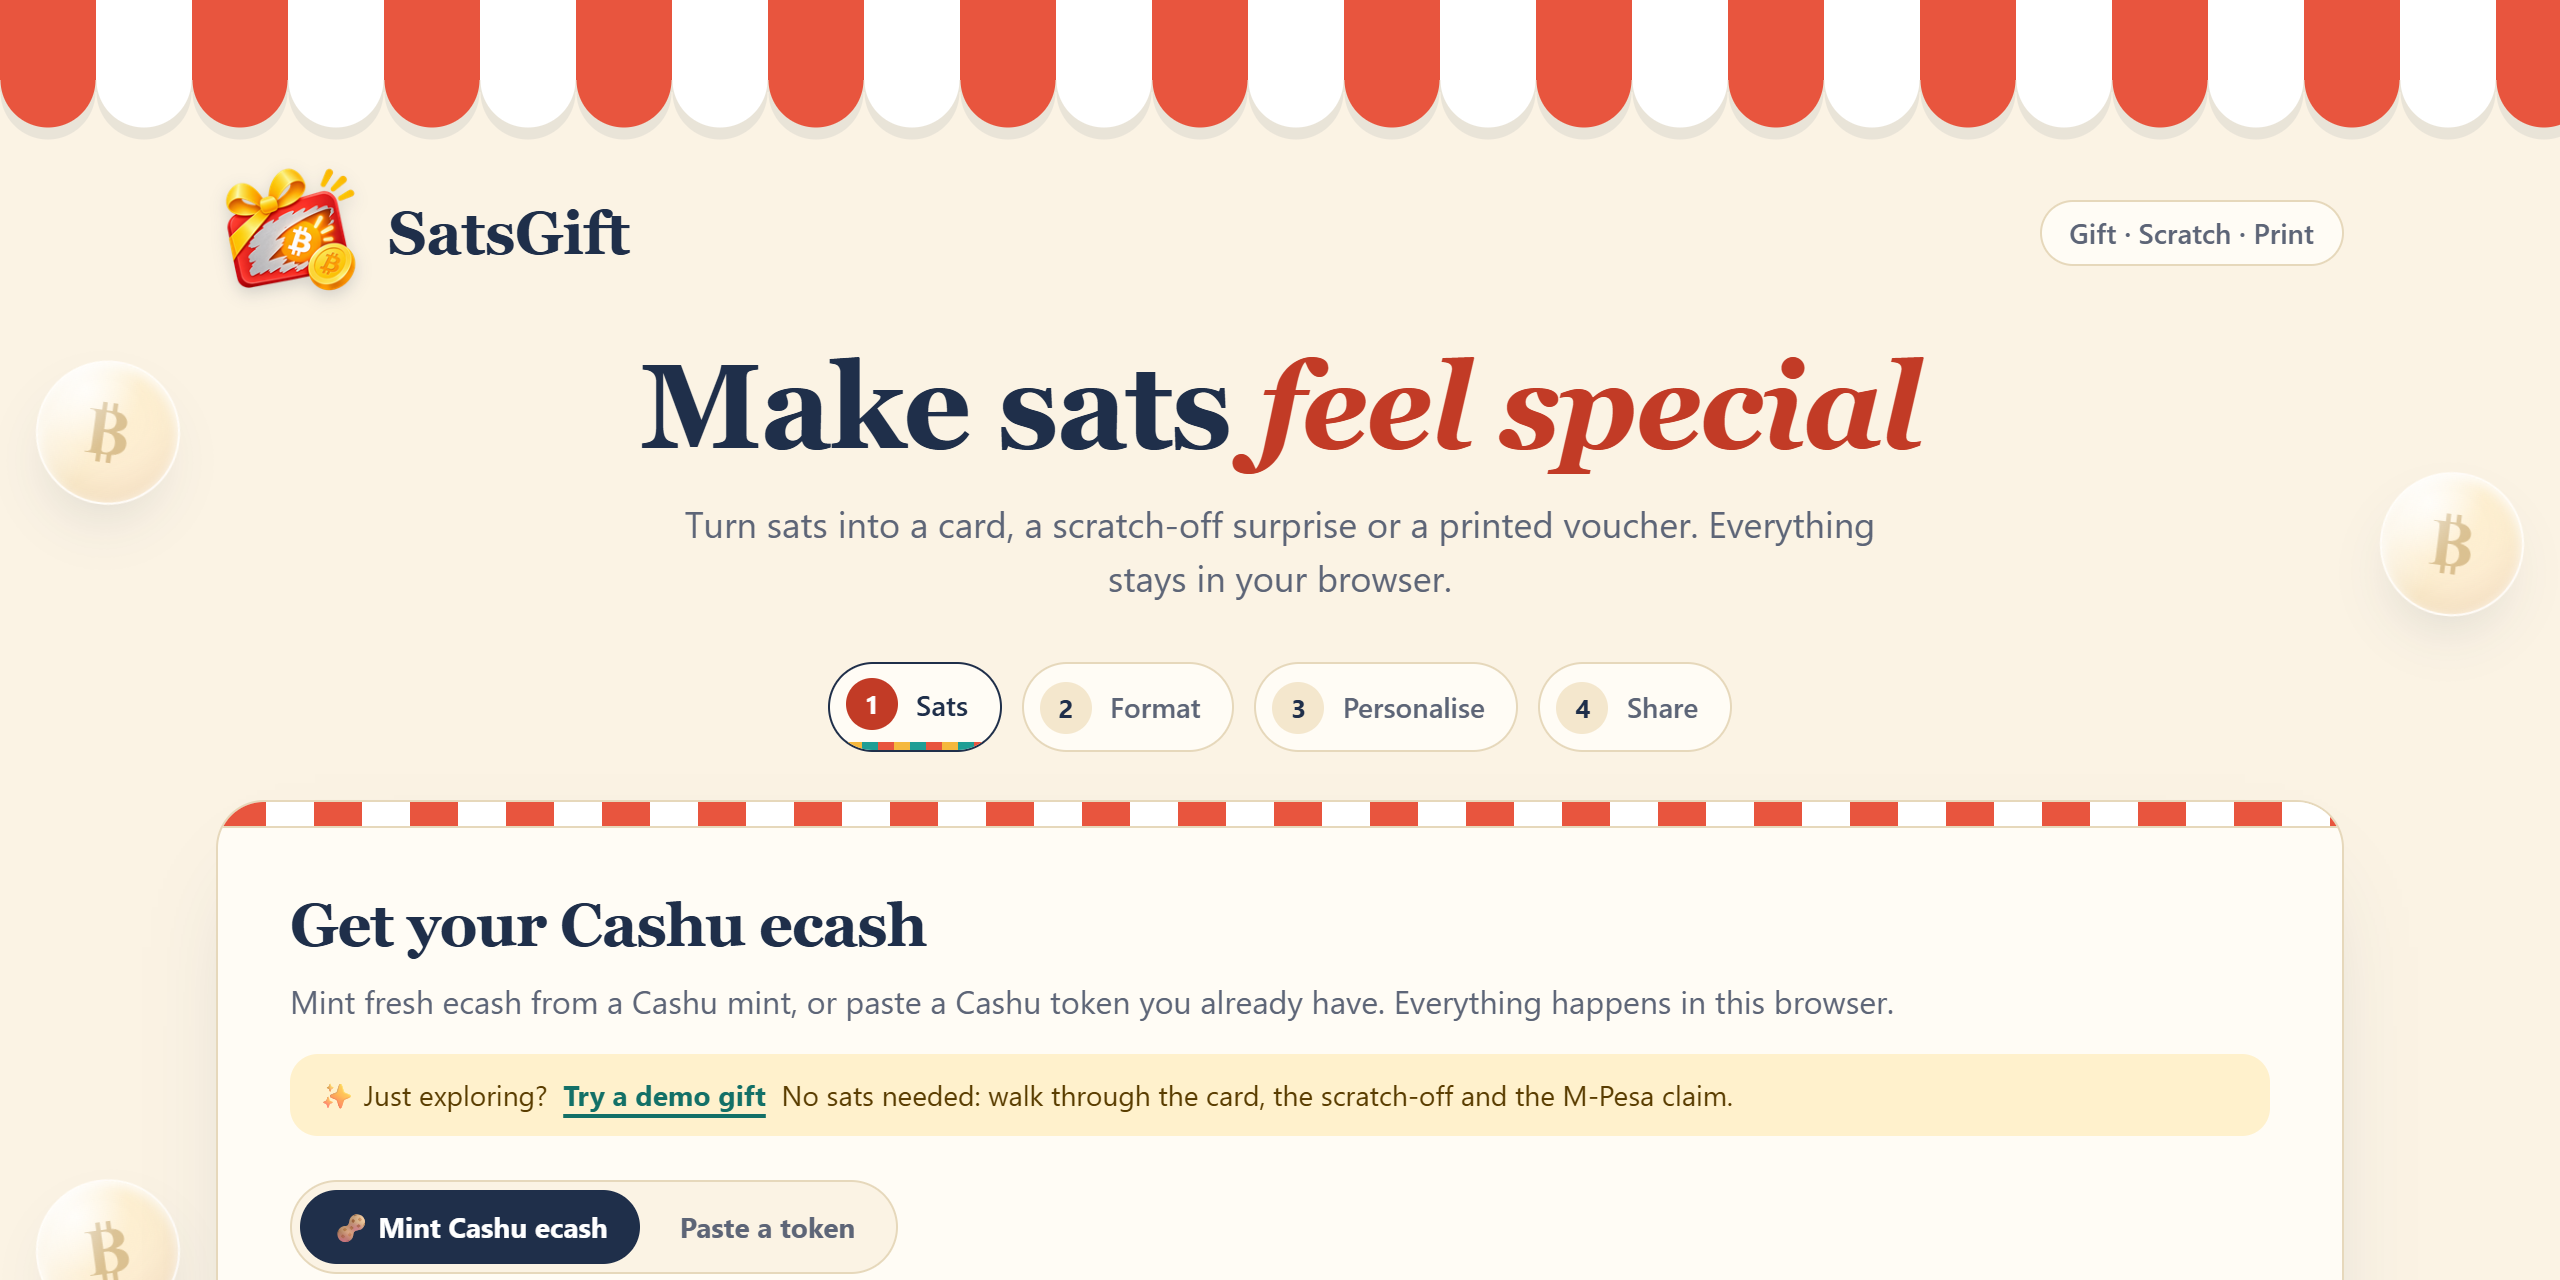 SatsGift
Gift · Scratch · Print
Make sats feel special
Turn sats into a card, a scratch-off surprise or a printed voucher. Everything
stays in your browser.
1 Sats
2 Format
3 Personalise
4 Share
Get your Cashu ecash
Mint fresh ecash from a Cashu mint, or paste a Cashu token you already have. Everything happens in this browser.
✨ Just exploring? Try a demo gift No sats needed: walk through the card, the scratch-off and the M-Pesa claim.
🥜 Mint Cashu ecash
Paste a token